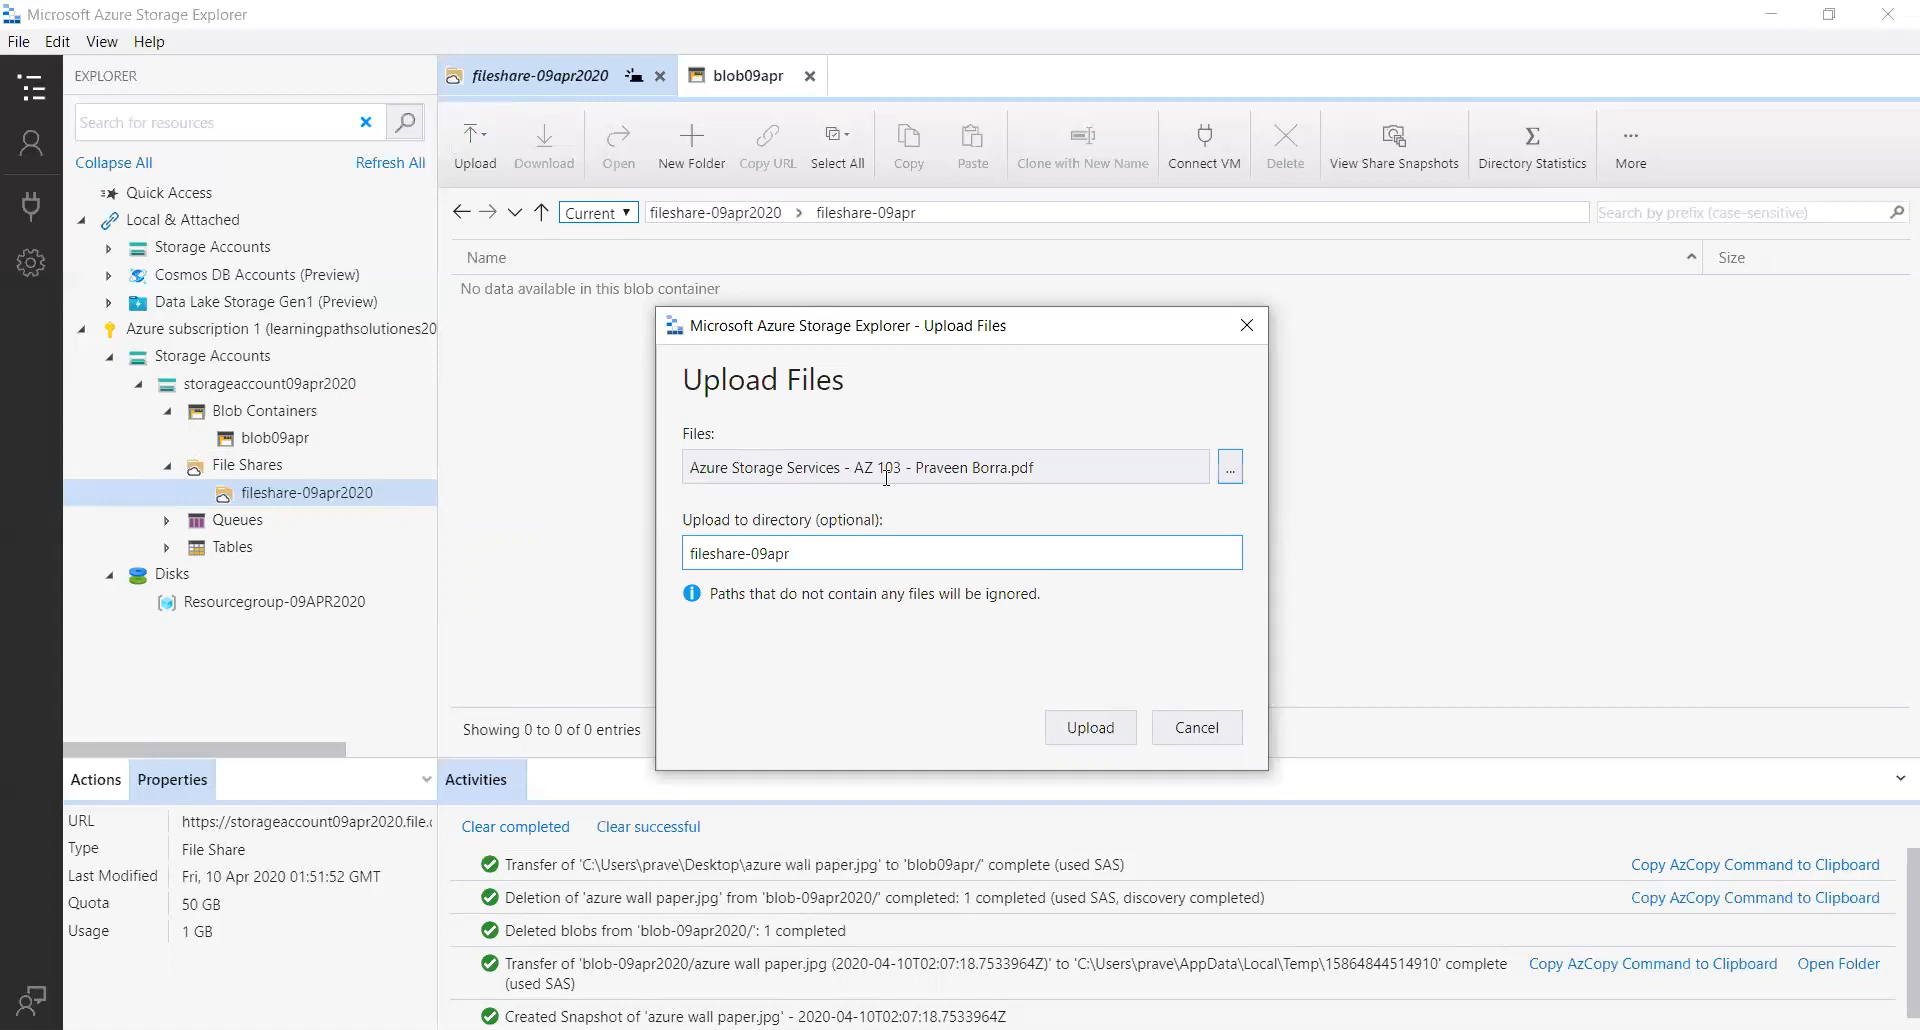 Microsoft Azure Storage Explorer
File Edit View Help
EXPLORER
Search for resources
Collapse All Refresh All
Quick Access
Local & Attached
Storage Accounts
Cosmos DB Accounts (Preview)
Data Lake Storage Gen1 (Preview)
Azure subscription 1 (learningpathsolutiones20
Storage Accounts
storageaccount09apr2020
Blob Containers
blob09apr
File Shares
fileshare-09apr2020
Queues
Tables
Disks
Resourcegroup-09APR2020
fileshare-09apr2020 blob09apr
Upload Download Open New Folder Copy URL Select All Copy Paste Clone with New Name Connect VM Delete View Share Snapshots Directory Statistics More
Current fileshare-09apr2020 > fileshare-09apr Search by prefix (case-sensitive)
Name Size
No data available in this blob container
Microsoft Azure Storage Explorer - Upload Files
Upload Files
Files:
Azure Storage Services - AZ 103 - Praveen Borra.pdf ...
Upload to directory (optional):
fileshare-09apr
Paths that do not contain any files will be ignored.
Upload Cancel
Showing 0 to 0 of 0 entries
Actions Properties
URL https://storageaccount09apr2020.file.c
Type File Share
Last Modified Fri, 10 Apr 2020 01:51:52 GMT
Quota 50 GB
Usage 1 GB
Activities
Clear completed Clear successful
Transfer of 'C:\Users\prave\Desktop\azure wall paper.jpg' to 'blob09apr/' complete (used SAS) Copy AzCopy Command to Clipboard
Deletion of 'azure wall paper.jpg' from 'blob-09apr2020/' completed: 1 completed (used SAS, discovery completed) Copy AzCopy Command to Clipboard
Deleted blobs from 'blob-09apr2020/': 1 completed
Transfer of 'blob-09apr2020/azure wall paper.jpg (2020-04-10T02:07:18.7533964Z)' to 'C:\Users\prave\AppData\Local\Temp\15864844514910' complete Copy AzCopy Command to Clipboard Open Folder
(used SAS)
Created Snapshot of 'azure wall paper.jpg' - 2020-04-10T02:07:18.7533964Z